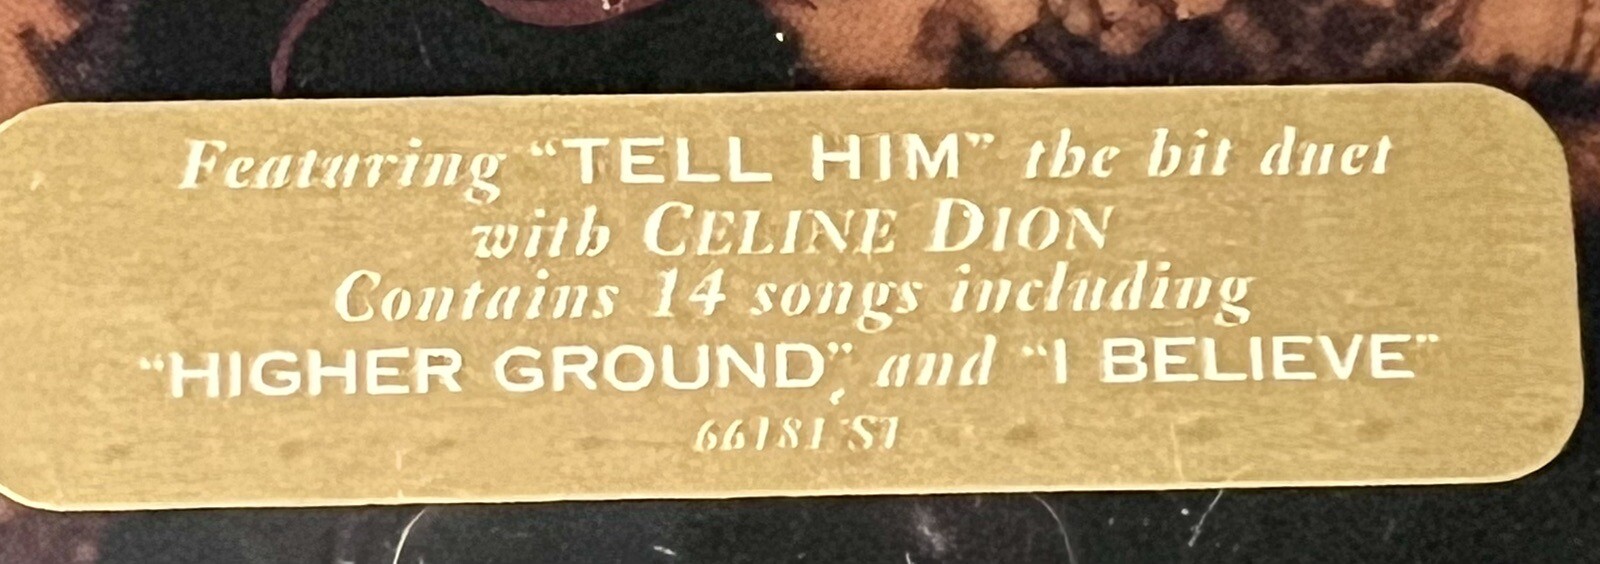 Featuring "TELL HIM" the hit duet
with CELINE DION
Contains 14 songs including
"HIGHER GROUND", and "I BELIEVE"
66181 S1